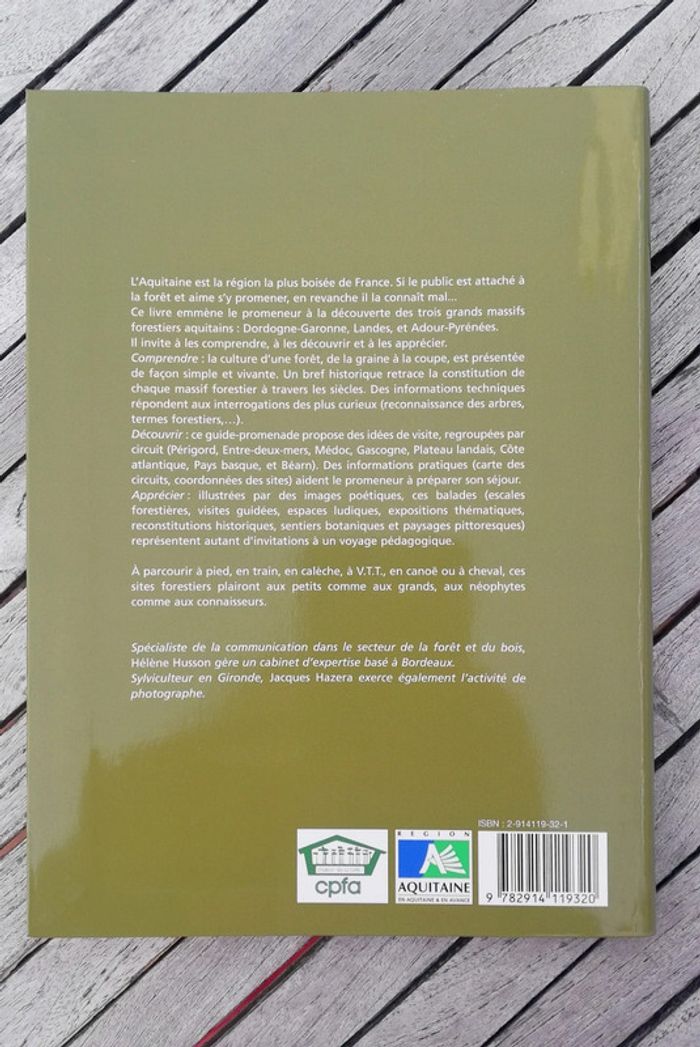 L'Aquitaine est la région la plus boisée de France. Si le public est attaché à
la forêt et aime s'y promener, en revanche il la connaît mal...
Ce livre emmène le promeneur à la découverte des trois grands massifs
forestiers aquitains : Dordogne-Garonne, Landes, et Adour-Pyrénées.
Il invite à les comprendre, à les découvrir et à les apprécier.
Comprendre : la culture d'une forêt, de la graine à la coupe, est présentée
de façon simple et vivante. Un bref historique retrace la constitution de
chaque massif forestier à travers les siècles. Des informations techniques
répondent aux interrogations des plus curieux (reconnaissance des arbres,
termes forestiers,...).
Découvrir : ce guide-promenade propose des idées de visite, regroupées par
circuit (Périgord, Entre-deux-mers, Médoc, Gascogne, Plateau landais, Côte
atlantique, Pays basque, et Béarn). Des informations pratiques (carte des
circuits, coordonnées des sites) aident le promeneur à préparer son séjour.
Apprécier : illustrées par des images poétiques, ces balades (escales
forestières, visites guidées, espaces ludiques, expositions thématiques,
reconstitutions historiques, sentiers botaniques et paysages pittoresques)
représentent autant d'invitations à un voyage pédagogique.
À parcourir à pied, en train, en calèche, à V.T.T., en canoë ou à cheval, ces
sites forestiers plairont aux petits comme aux grands, aux néophytes
comme aux connaisseurs.
Spécialiste de la communication dans le secteur de la forêt et du bois,
Hélène Husson gère un cabinet d'expertise basé à Bordeaux.
Sylviculteur en Gironde, Jacques Hazera exerce également l'activité de
photographe.
ISBN : 2-914119-32-1
cpfa
REGION
AQUITAINE
EN AQUITAINE & EN AVANCE
9 782914 119320